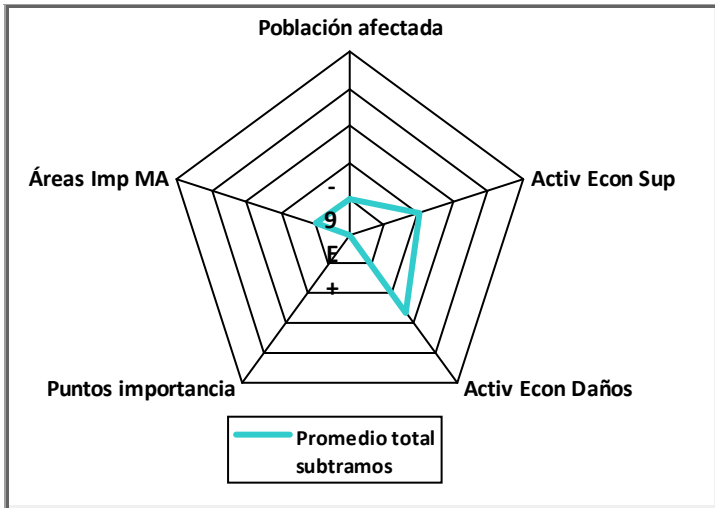 Población afectada
Áreas Imp MA
Activ Econ Sup
-
9
E
+
Puntos importancia
Activ Econ Daños
Promedio total
subtramos